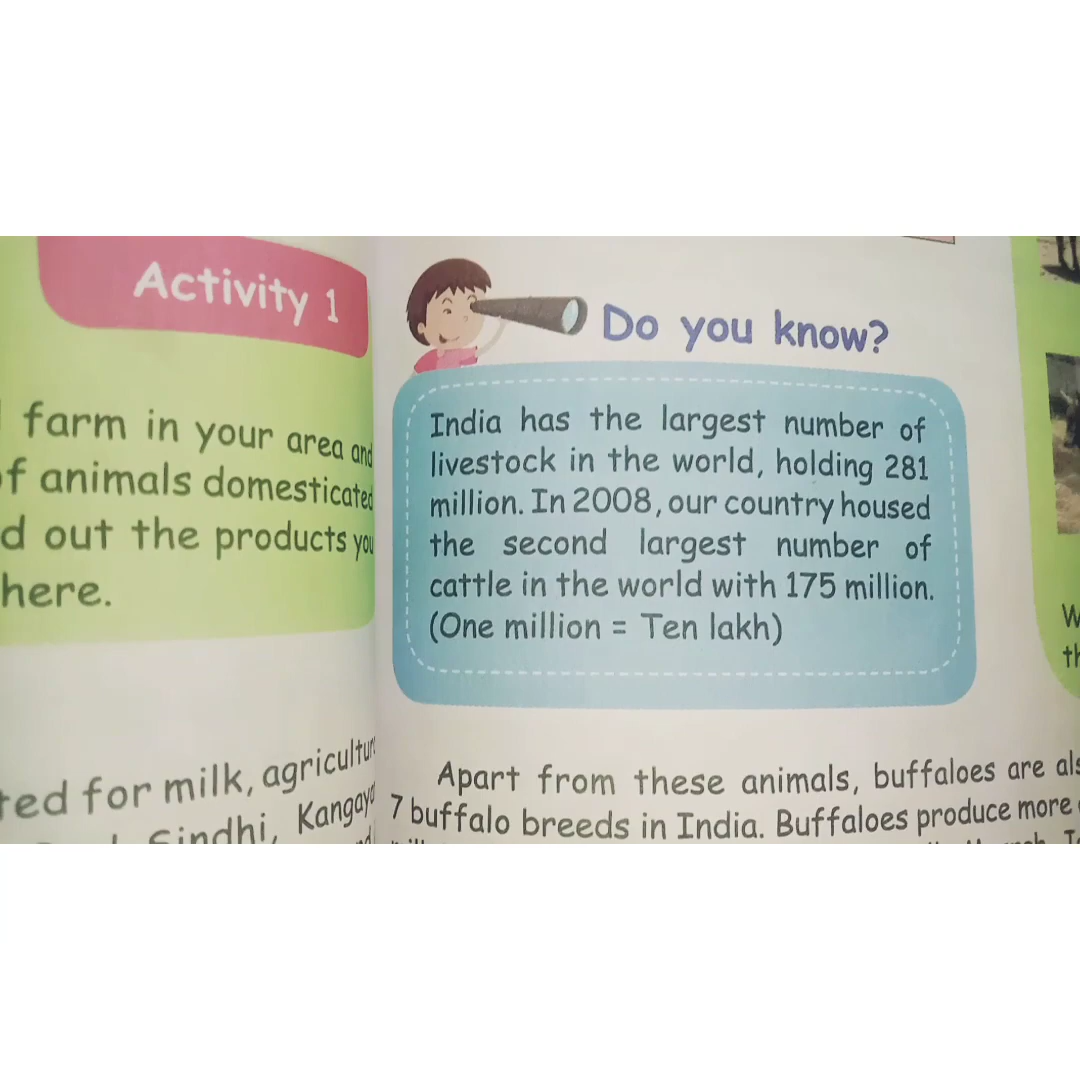 Activity 1
farm in your area and
of animals domesticated
d out the products you
here.
ted for milk, agricultur
Sindhi, Kangaya
Do you know?
India has the largest number of
livestock in the world, holding 281
million. In 2008, our country housed
the second largest number of
cattle in the world with 175 million.
(One million = Ten lakh)
Apart from these animals, buffaloes are als
7 buffalo breeds in India. Buffaloes produce more
W
th